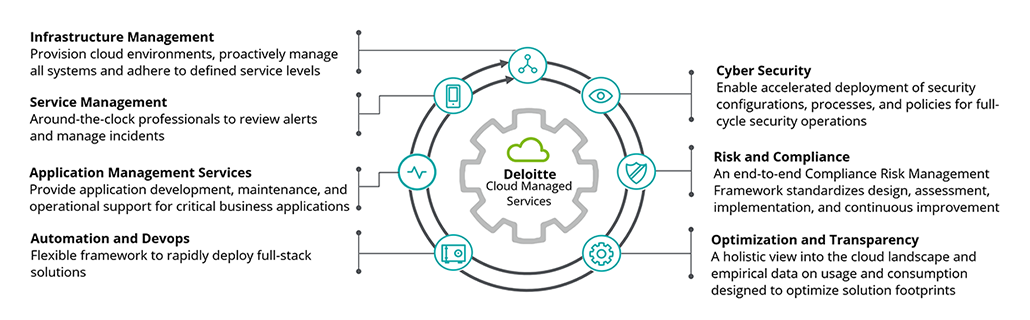 Infrastructure Management
Provision cloud environments, proactively manage
all systems and adhere to defined service levels
Service Management
Around-the-clock professionals to review alerts
and manage incidents
Application Management Services
Provide application development, maintenance, and
operational support for critical business applications
Automation and Devops
Flexible framework to rapidly deploy full-stack
solutions
Deloitte
Cloud Managed
Services
Cyber Security
Enable accelerated deployment of security
configurations, processes, and policies for full-
cycle security operations
Risk and Compliance
An end-to-end Compliance Risk Management
Framework standardizes design, assessment,
implementation, and continuous improvement
Optimization and Transparency
A holistic view into the cloud landscape and
empirical data on usage and consumption
designed to optimize solution footprints